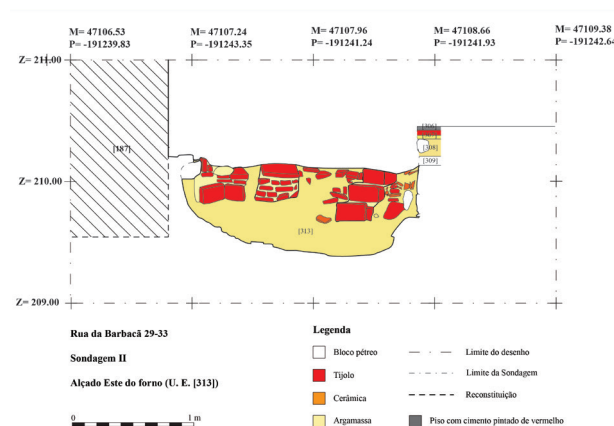 M= 47106.53 M= 47107.24 M= 47107.96 M= 47108.66 M= 47109.38
P= -191239.83 P= -191243.35 P= -191241.24 P= -191241.93 P= -191242.64
Z= 211.00
[306]
[187]
[308]
[309]
Z= 210.00
[313]
Z= 209.00
Rua da Barbacã 29-33
Sondagem II
Alçado Este do forno (U. E. [313])
0 1 m
Legenda
Bloco pétreo
Tijolo
Cerâmica
Argamassa
Limite do desenho
Limite da Sondagem
Reconstituição
Piso com cimento pintado de vermelho